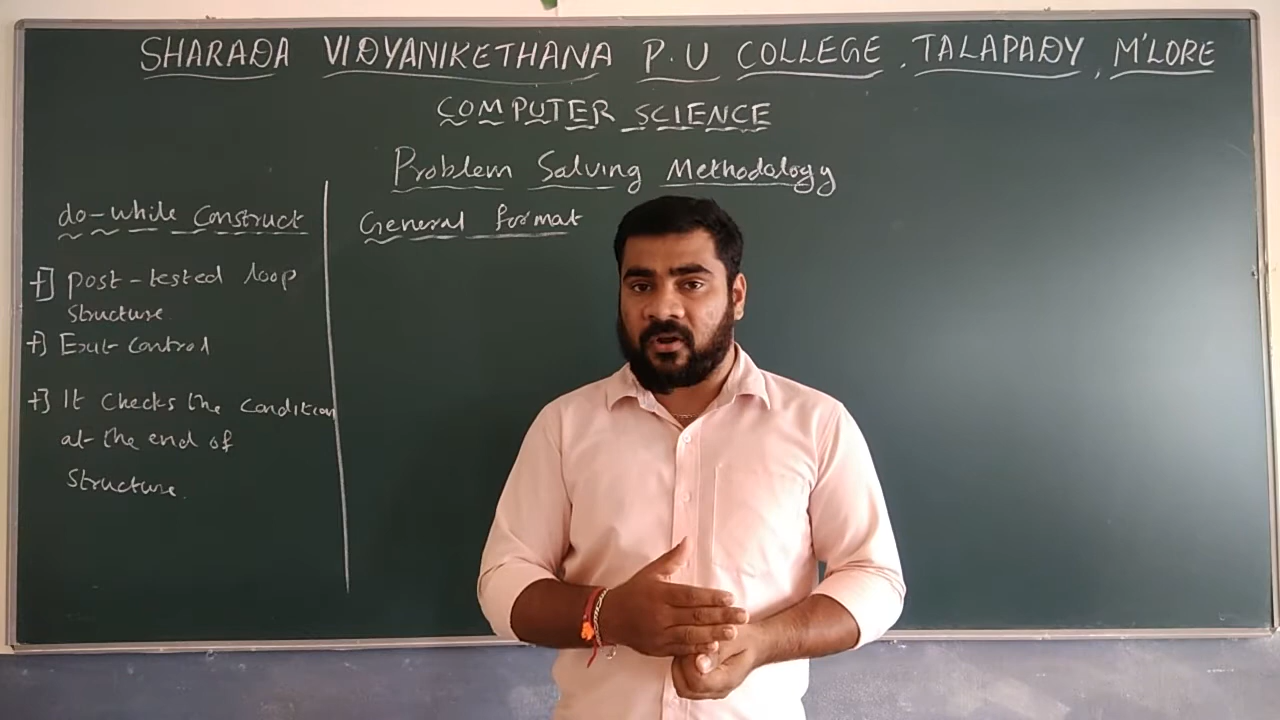 SHARADA VIDYANIKETHANA P.U COLLEGE, TALAPADY, M'LORE
COMPUTER SCIENCE
Problem Solving Methodology
do-while Construct
Post-tested loop
structure.
Exit control
It checks the condition
at the end of
structure.
General format